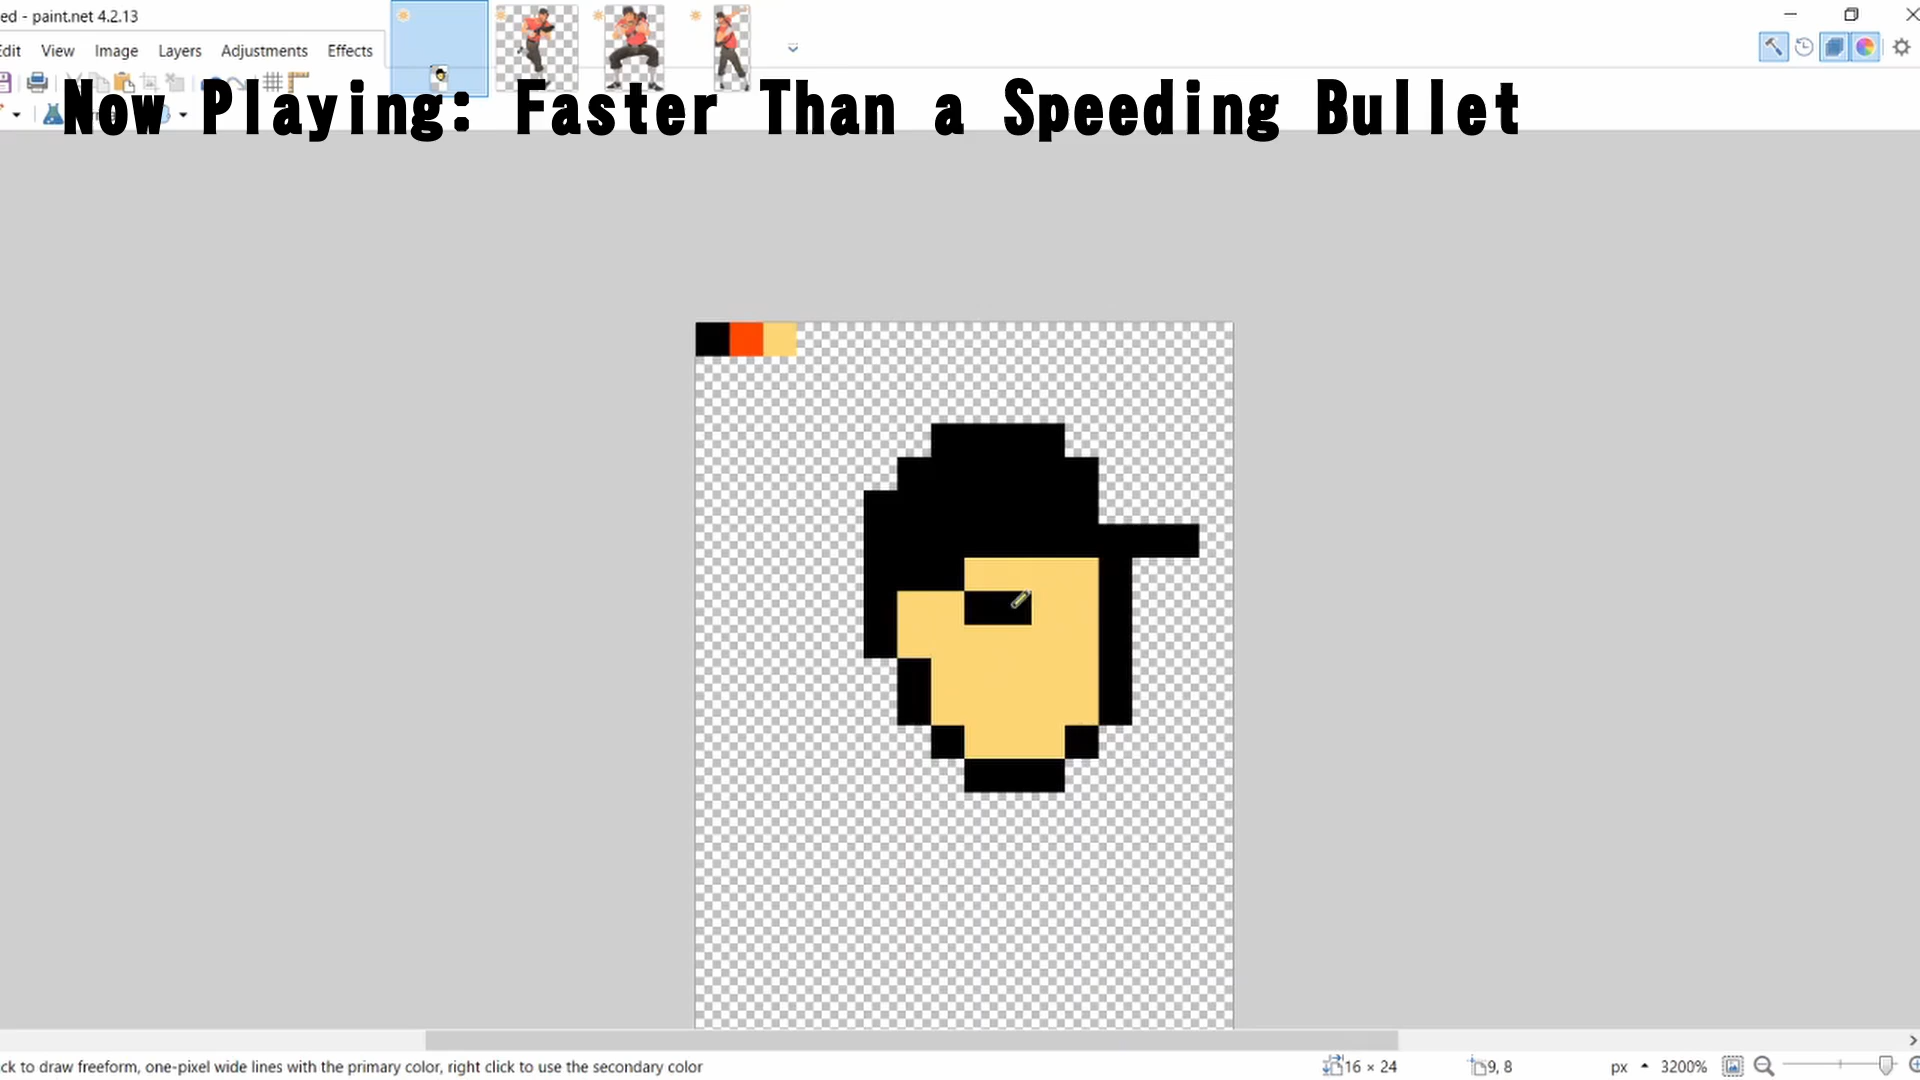 ed - paint.net 4.2.13
Edit View Image Layers Adjustments Effects
Now Playing: Faster Than a Speeding Bullet
ck to draw freeform, one-pixel wide lines with the primary color, right click to use the secondary color
16 × 24
9, 8
px
3200%